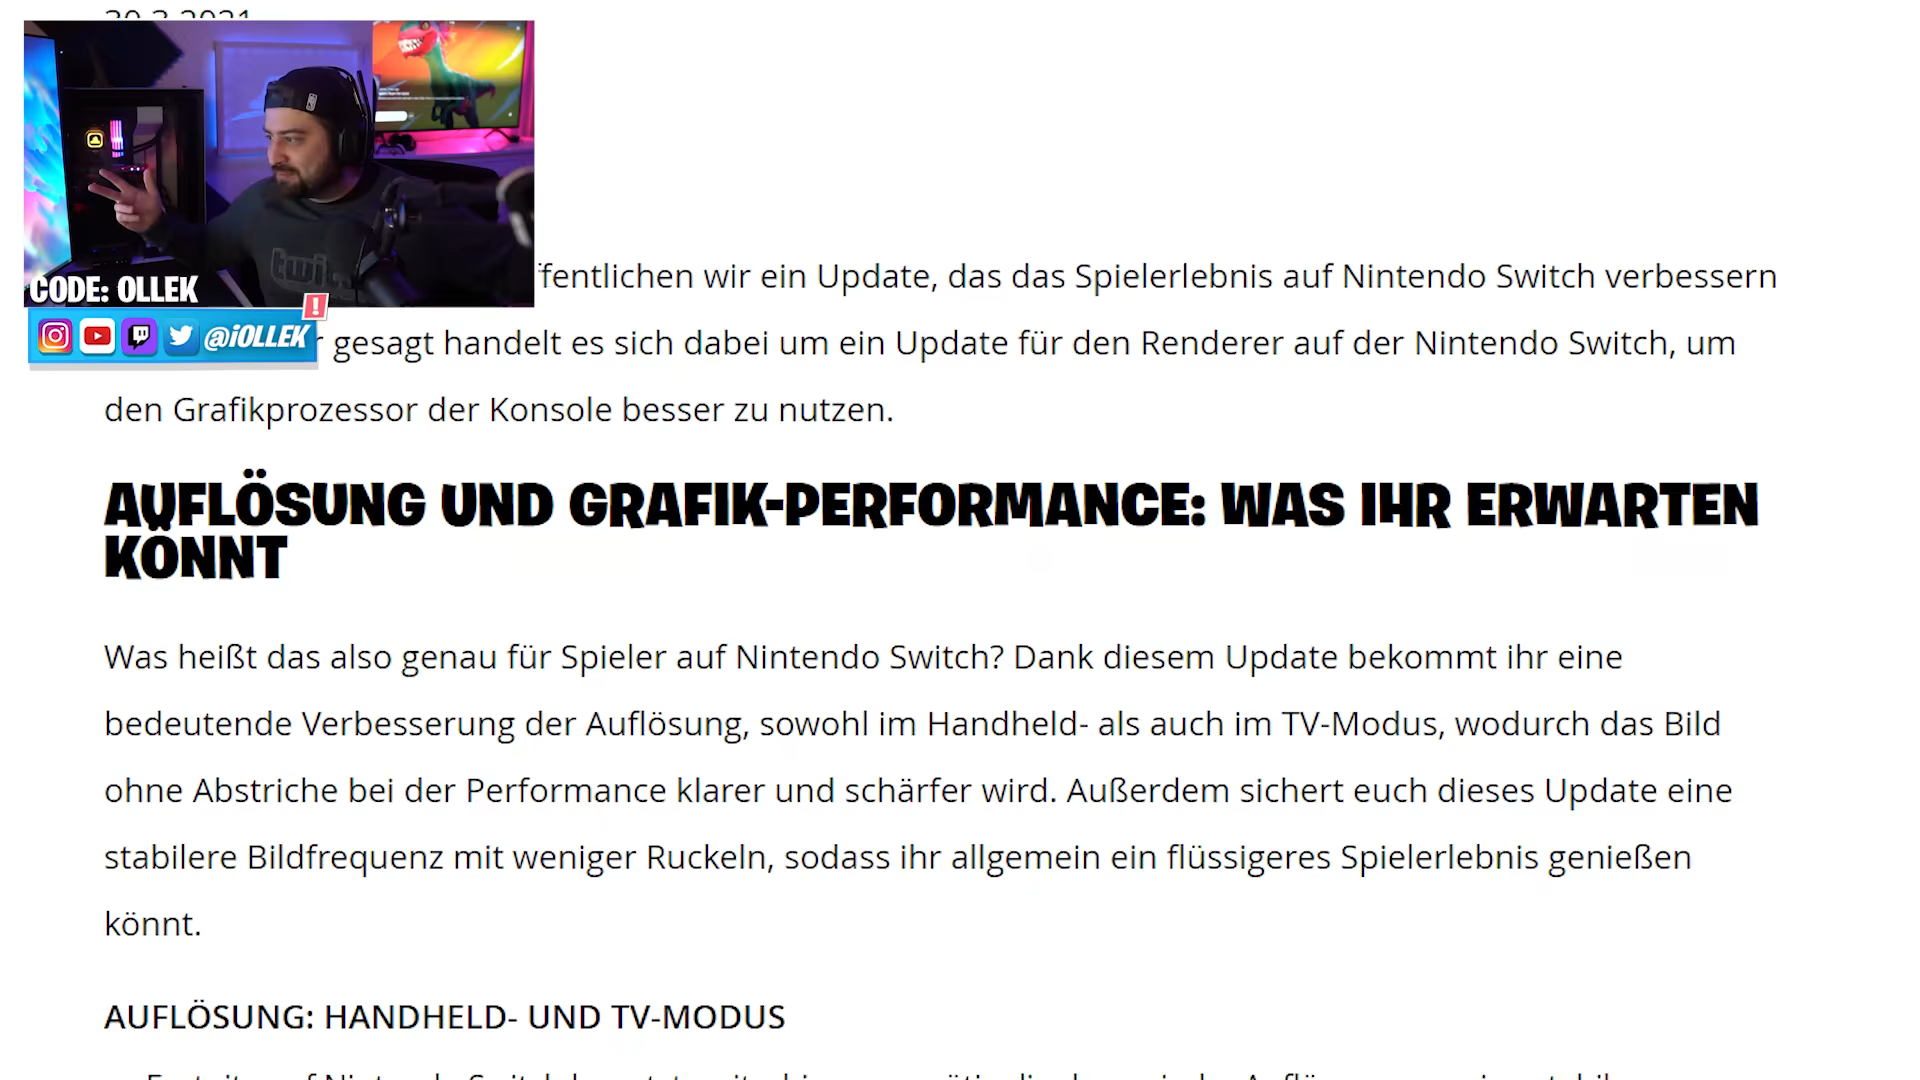 30.3.2021
CODE: OLLEK
@iOLLEK
!
ffentlichen wir ein Update, das das Spielerlebnis auf Nintendo Switch verbessern
r gesagt handelt es sich dabei um ein Update für den Renderer auf der Nintendo Switch, um
den Grafikprozessor der Konsole besser zu nutzen.
AUFLÖSUNG UND GRAFIK-PERFORMANCE: WAS IHR ERWARTEN
KÖNNT
Was heißt das also genau für Spieler auf Nintendo Switch? Dank diesem Update bekommt ihr eine
bedeutende Verbesserung der Auflösung, sowohl im Handheld- als auch im TV-Modus, wodurch das Bild
ohne Abstriche bei der Performance klarer und schärfer wird. Außerdem sichert euch dieses Update eine
stabilere Bildfrequenz mit weniger Ruckeln, sodass ihr allgemein ein flüssigeres Spielerlebnis genießen
könnt.
AUFLÖSUNG: HANDHELD- UND TV-MODUS